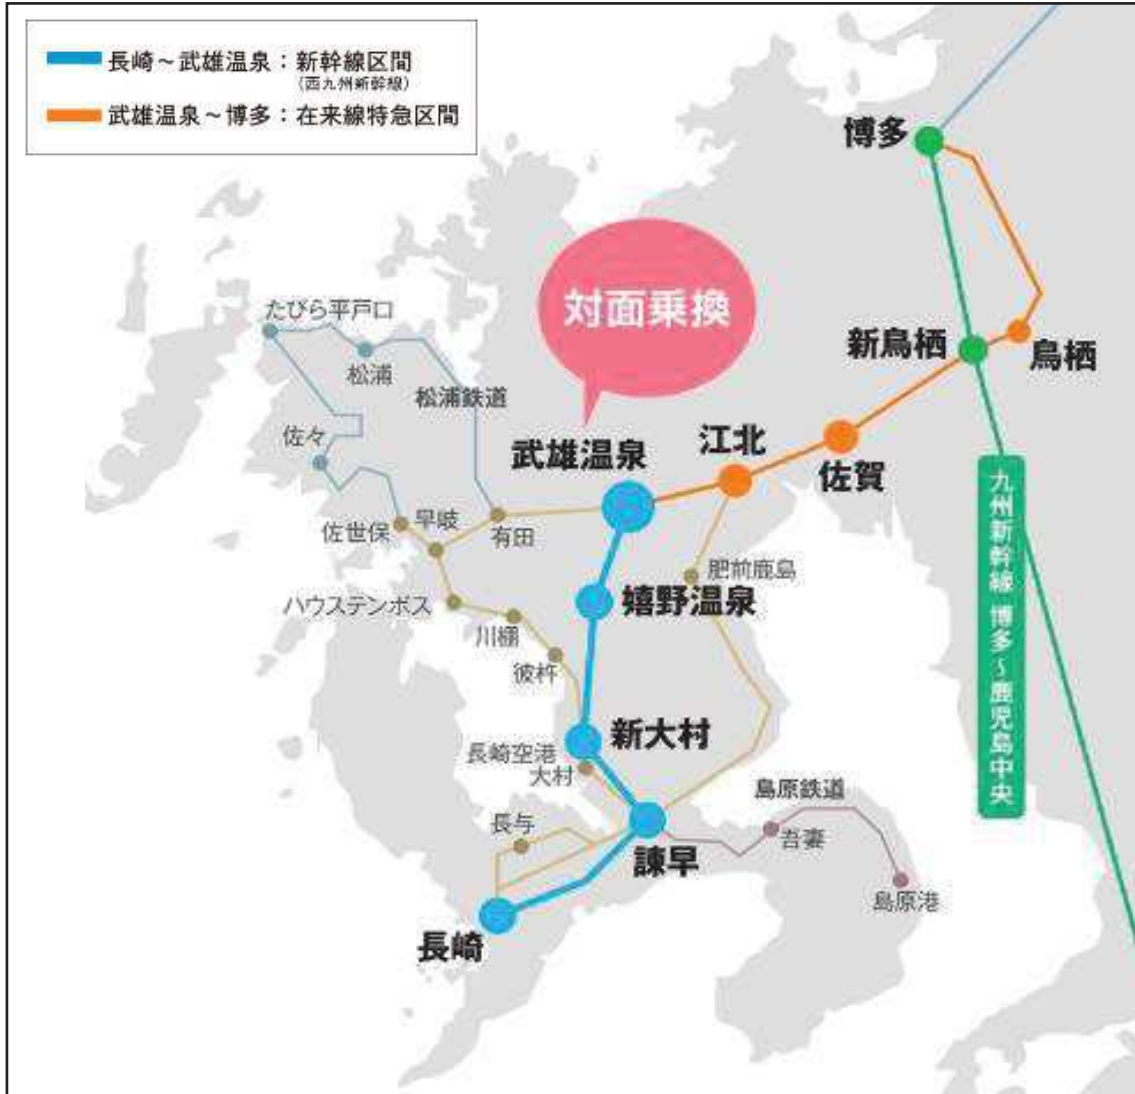 長崎～武雄温泉：新幹線区間
(西九州新幹線)
武雄温泉～博多：在来線特急区間
博多
対面乗換
たびら平戸口
松浦
松浦鉄道
新鳥栖
鳥栖
佐々
武雄温泉
江北
佐賀
佐世保
早岐
有田
九州新幹線 博多～鹿児島中央
肥前鹿島
ハウステンボス
嬉野温泉
川棚
彼杵
新大村
長崎空港
大村
島原鉄道
長与
吾妻
諫早
島原港
長崎